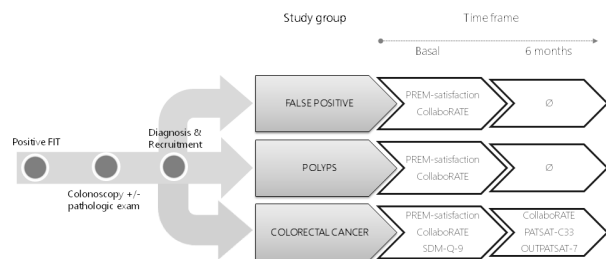 Study group
Time frame
Basal
6 months
Positive FIT
Colonoscopy +/-
pathologic exam
Diagnosis &
Recruitment
FALSE POSITIVE
PREM-satisfaction
CollaboRATE
∅
POLYPS
PREM-satisfaction
CollaboRATE
∅
COLORECTAL CANCER
PREM-satisfaction
CollaboRATE
SDM-Q-9
CollaboRATE
PATSAT-C33
OUTPATSAT-7